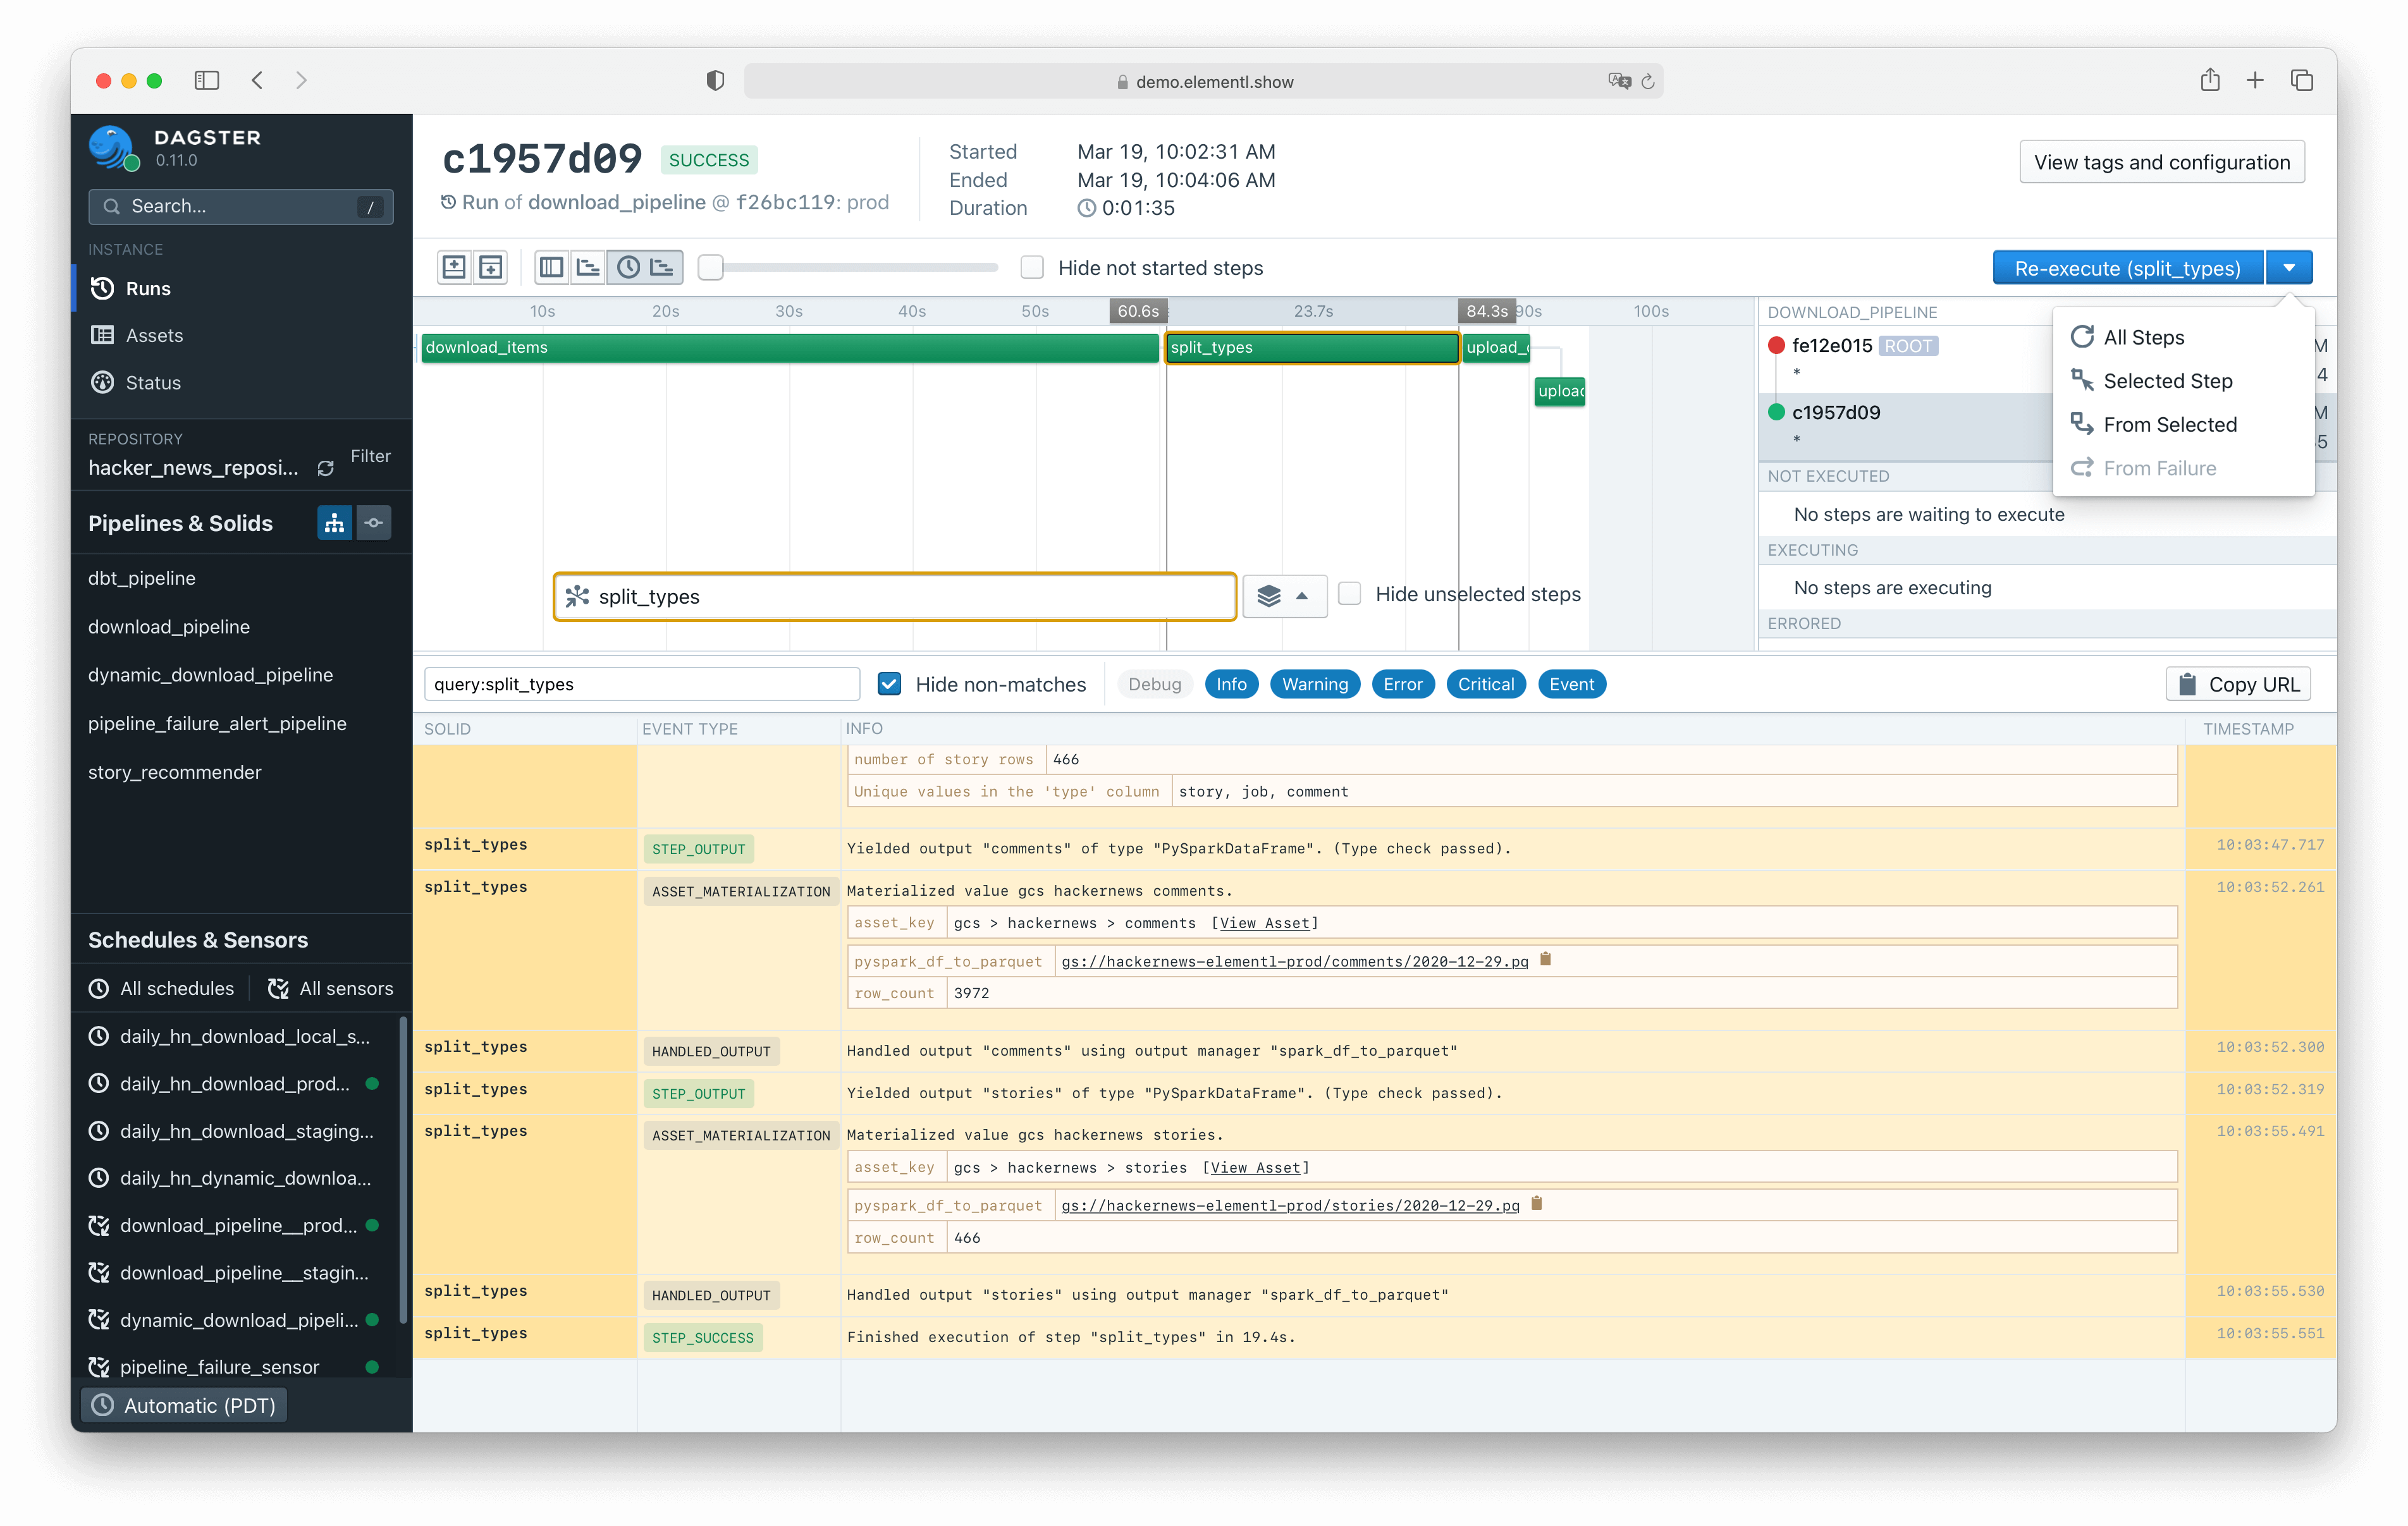 demo.elementl.show
DAGSTER
0.11.0
Search...
/
INSTANCE
Runs
Assets
Status
REPOSITORY
hacker_news_reposi...
Filter
Pipelines & Solids
dbt_pipeline
download_pipeline
dynamic_download_pipeline
pipeline_failure_alert_pipeline
story_recommender
Schedules & Sensors
All schedules
All sensors
daily_hn_download_local_s...
daily_hn_download_prod...
daily_hn_download_staging...
daily_hn_dynamic_downloa...
download_pipeline__prod...
download_pipeline__stagin...
dynamic_download_pipeli...
pipeline_failure_sensor
Automatic (PDT)
c1957d09
SUCCESS
Run of download_pipeline @ f26bc119: prod
Started Mar 19, 10:02:31 AM
Ended Mar 19, 10:04:06 AM
Duration 0:01:35
View tags and configuration
Hide not started steps
Re-execute (split_types)
10s 20s 30s 40s 50s 60.6s 23.7s 84.3s 90s 100s
download_items
split_types
upload_
upload
split_types
Hide unselected steps
DOWNLOAD_PIPELINE
fe12e015 ROOT
M
*
4
c1957d09
M
*
5
All Steps
Selected Step
From Selected
From Failure
NOT EXECUTED
No steps are waiting to execute
EXECUTING
No steps are executing
ERRORED
query:split_types
Hide non-matches
Debug
Info
Warning
Error
Critical
Event
Copy URL
SOLID EVENT TYPE INFO TIMESTAMP
number of story rows 466
Unique values in the 'type' column story, job, comment
split_types STEP_OUTPUT Yielded output "comments" of type "PySparkDataFrame". (Type check passed). 10:03:47.717
split_types ASSET_MATERIALIZATION Materialized value gcs hackernews comments. 10:03:52.261
asset_key gcs > hackernews > comments [View Asset]
pyspark_df_to_parquet gs://hackernews-elementl-prod/comments/2020-12-29.pq
row_count 3972
split_types HANDLED_OUTPUT Handled output "comments" using output manager "spark_df_to_parquet" 10:03:52.300
split_types STEP_OUTPUT Yielded output "stories" of type "PySparkDataFrame". (Type check passed). 10:03:52.319
split_types ASSET_MATERIALIZATION Materialized value gcs hackernews stories. 10:03:55.491
asset_key gcs > hackernews > stories [View Asset]
pyspark_df_to_parquet gs://hackernews-elementl-prod/stories/2020-12-29.pq
row_count 466
split_types HANDLED_OUTPUT Handled output "stories" using output manager "spark_df_to_parquet" 10:03:55.530
split_types STEP_SUCCESS Finished execution of step "split_types" in 19.4s. 10:03:55.551